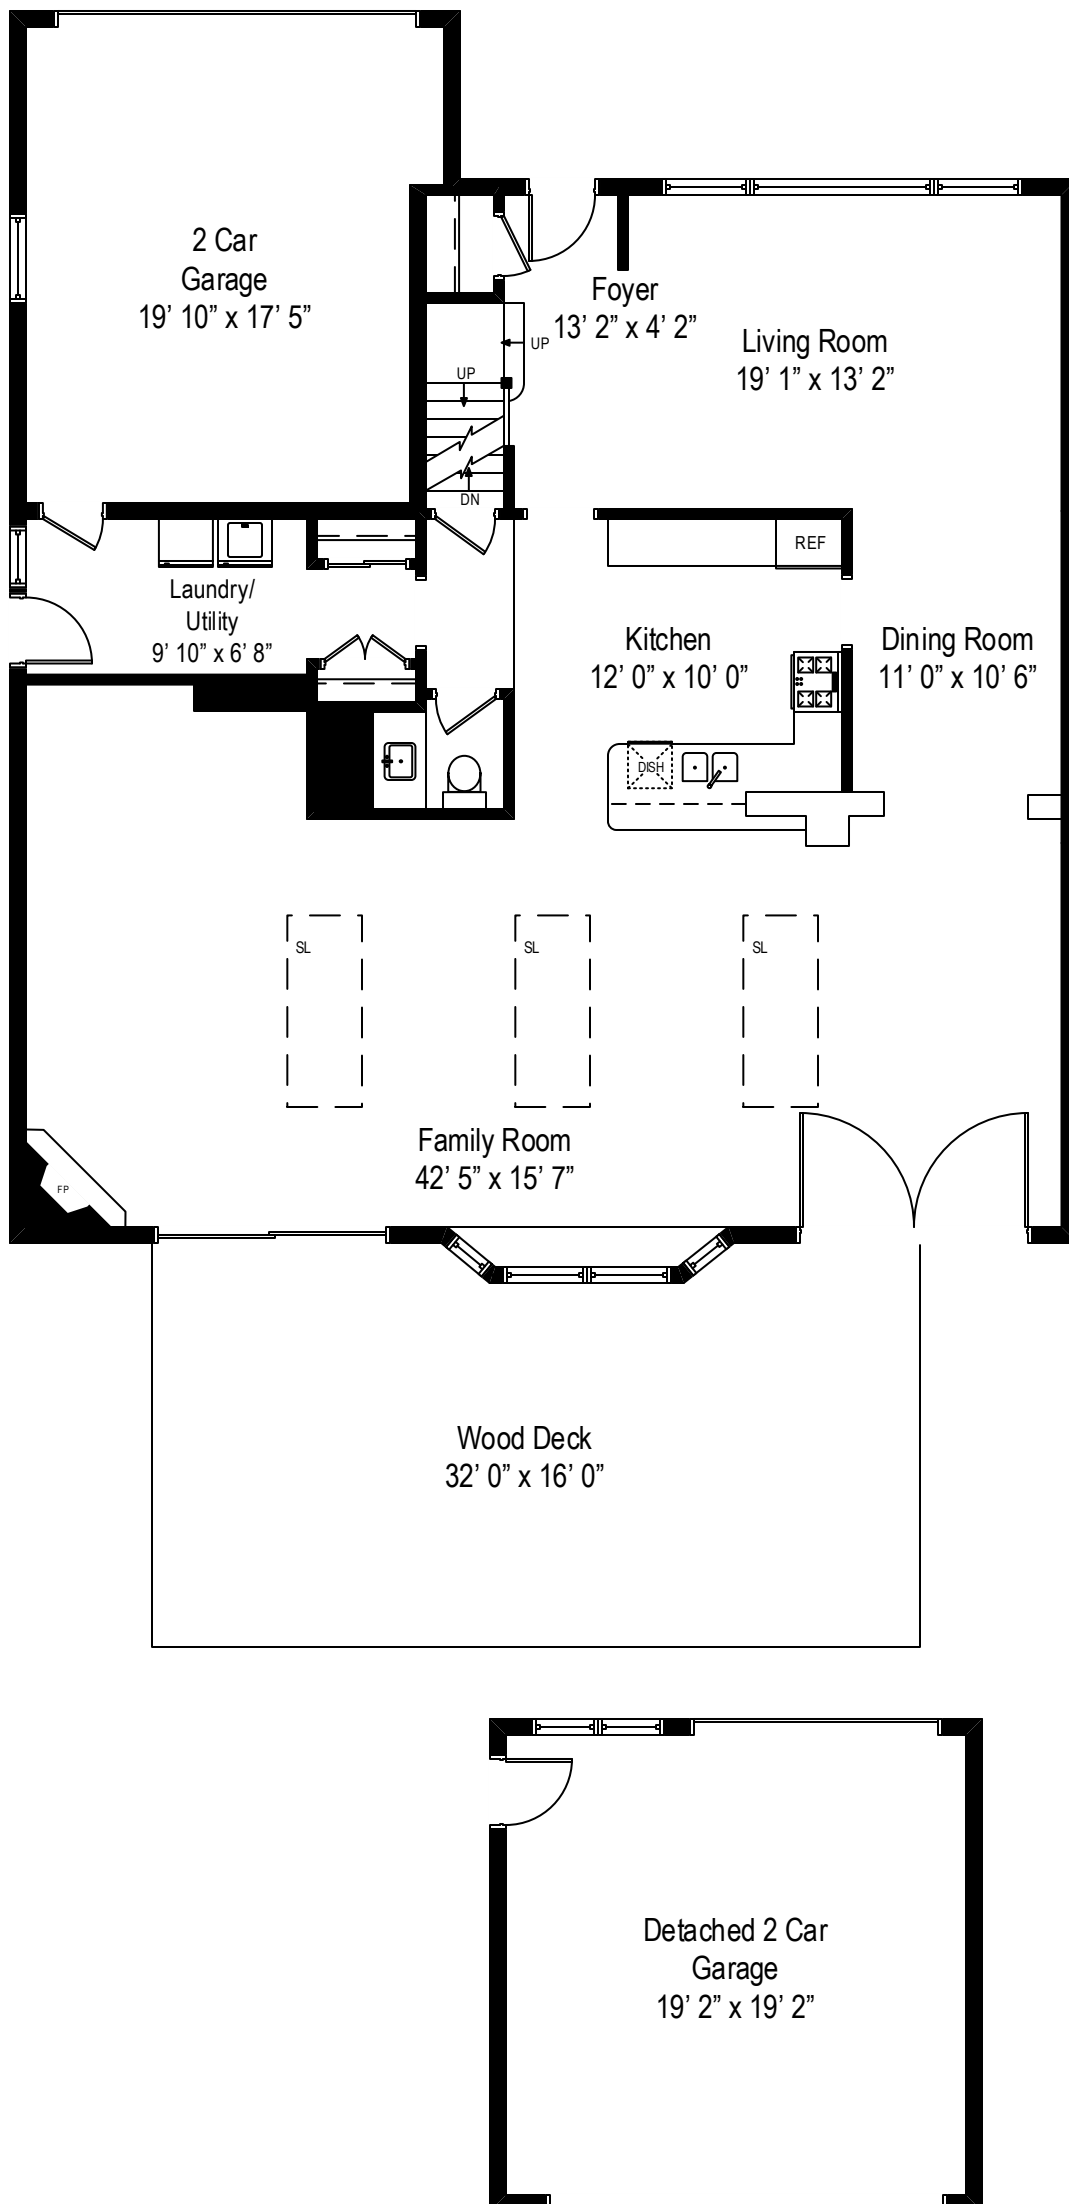 2 Car
Garage
19’ 10” x 17’ 5”
Foyer
13’ 2” x 4’ 2”
UP
Living Room
19’ 1” x 13’ 2”
UP
DN
REF
Laundry/
Utility
9’ 10” x 6’ 8”
Kitchen
12’ 0” x 10’ 0”
Dining Room
11’ 0” x 10’ 6”
DISH
SL
SL
SL
Family Room
42’ 5” x 15’ 7”
FP
Wood Deck
32’ 0” x 16’ 0”
Detached 2 Car
Garage
19’ 2” x 19’ 2”